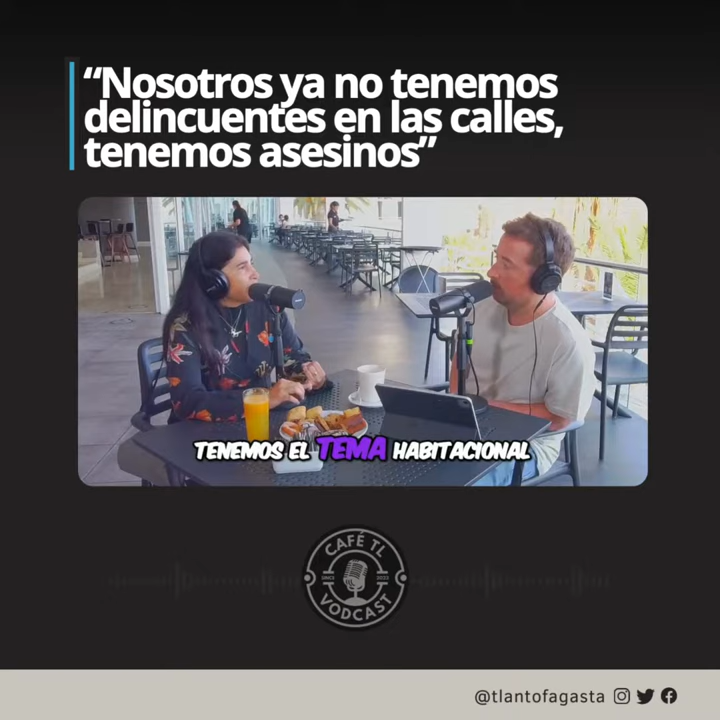 “Nosotros ya no tenemos
delincuentes en las calles,
tenemos asesinos”
TENEMOS EL TEMA HABITACIONAL
CAFÉ TL
SINCE 2022
VODCAST
@tlantofagasta